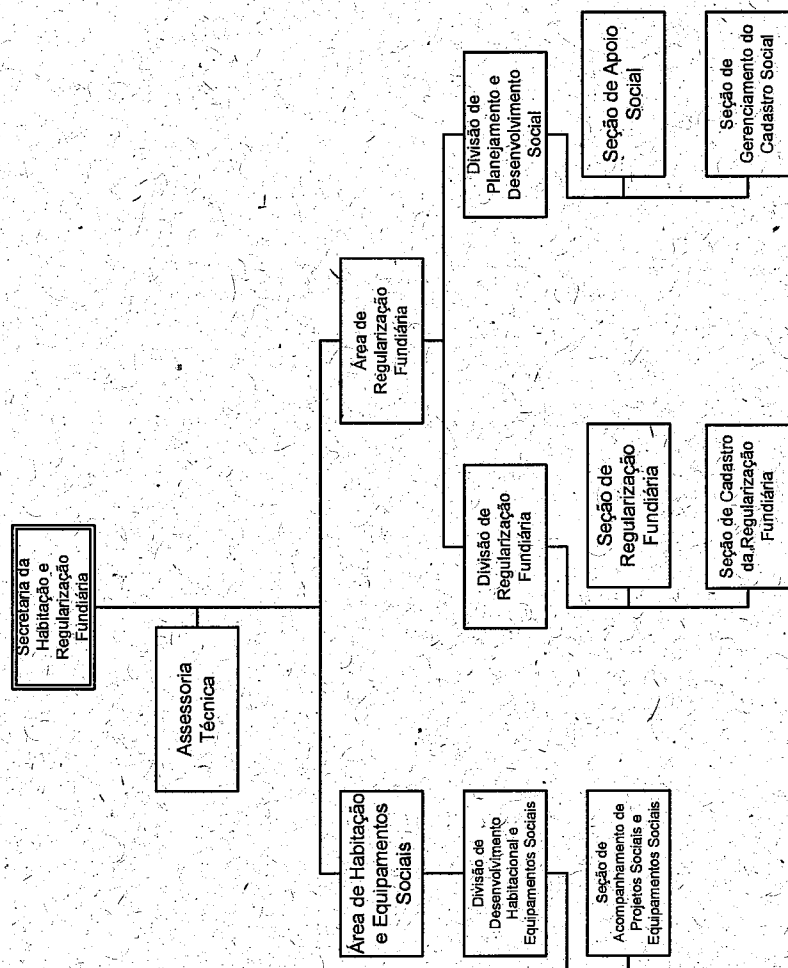 Secretaria da
Habitação e
Regularização
Fundiária
Assessoria
Técnica
Área de Habitação
e Equipamentos
Sociais
Área de
Regularização
Fundiária
Divisão de
Desenvolvimento
Habitacional e
Equipamentos Sociais
Divisão de
Regularização
Fundiária
Divisão de
Planejamento e
Desenvolvimento
Social
Seção de
Acompanhamento de
Projetos Sociais e
Equipamentos Sociais
Seção de
Regularização
Fundiária
Seção de Cadastro
da Regularização
Fundiária
Seção de Apoio
Social
Seção de
Gerenciamento do
Cadastro Social